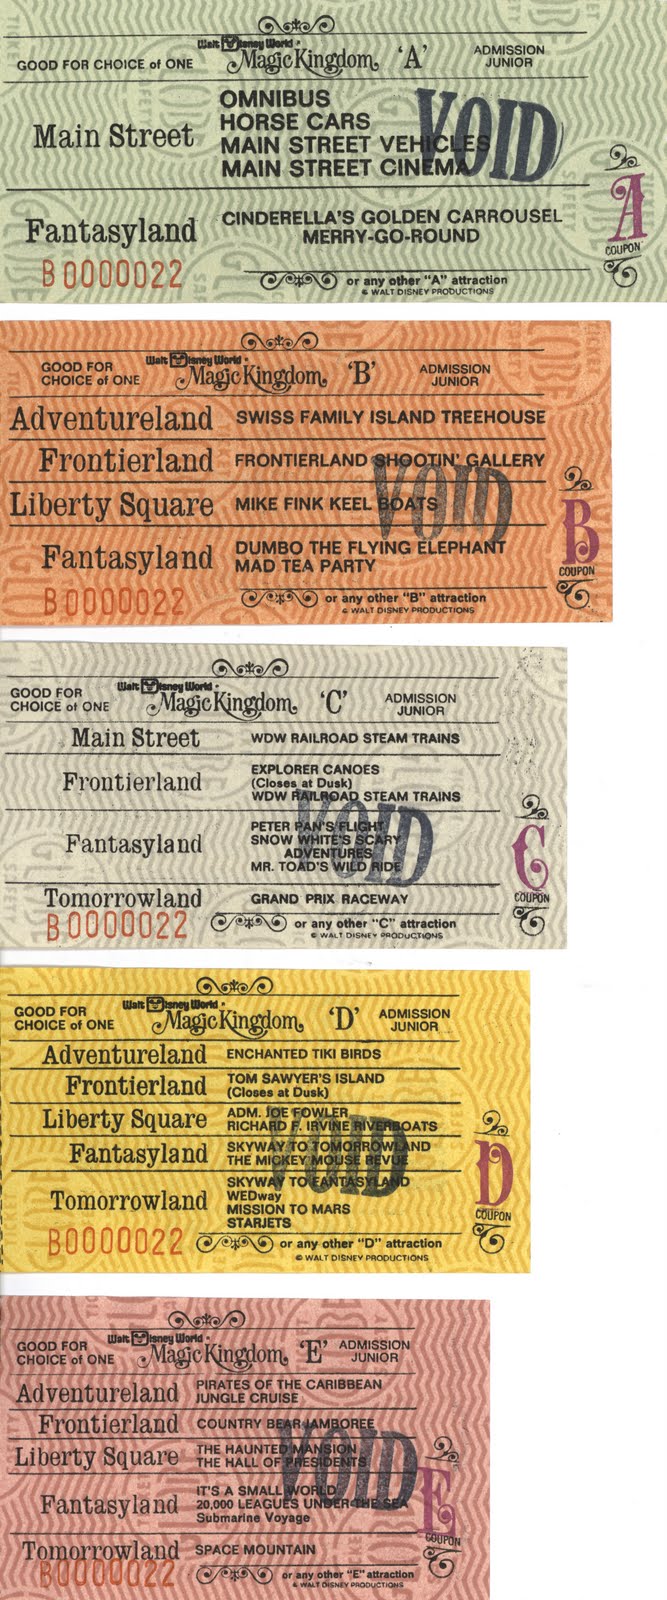 Walt Disney World •
GOOD FOR CHOICE of ONE Magic Kingdom 'A' ADMISSION JUNIOR
Main Street
OMNIBUS
HORSE CARS
MAIN STREET VEHICLES
MAIN STREET CINEMA
VOID
Fantasyland
CINDERELLA'S GOLDEN CARROUSEL
MERRY-GO-ROUND
A
COUPON
B0000022
or any other "A" attraction
© WALT DISNEY PRODUCTIONS
Walt Disney World •
GOOD FOR CHOICE of ONE Magic Kingdom 'B' ADMISSION JUNIOR
Adventureland SWISS FAMILY ISLAND TREEHOUSE
Frontierland FRONTIERLAND SHOOTIN' GALLERY
Liberty Square MIKE FINK KEEL BOATS
VOID
Fantasyland
DUMBO THE FLYING ELEPHANT
MAD TEA PARTY
B
COUPON
B0000022
or any other "B" attraction
© WALT DISNEY PRODUCTIONS
Walt Disney World •
GOOD FOR CHOICE of ONE Magic Kingdom 'C' ADMISSION JUNIOR
Main Street WDW RAILROAD STEAM TRAINS
Frontierland
EXPLORER CANOES
(Closes at Dusk)
WDW RAILROAD STEAM TRAINS
Fantasyland
PETER PAN'S FLIGHT
SNOW WHITE'S SCARY
ADVENTURES
MR. TOAD'S WILD RIDE
VOID
Tomorrowland GRAND PRIX RACEWAY
C
COUPON
B0000022
or any other "C" attraction
© WALT DISNEY PRODUCTIONS
Walt Disney World •
GOOD FOR CHOICE of ONE Magic Kingdom 'D' ADMISSION JUNIOR
Adventureland ENCHANTED TIKI BIRDS
Frontierland
TOM SAWYER'S ISLAND
(Closes at Dusk)
Liberty Square
ADM. JOE FOWLER
RICHARD F. IRVINE RIVERBOATS
Fantasyland
SKYWAY TO TOMORROWLAND
THE MICKEY MOUSE REVUE
VOID
Tomorrowland
SKYWAY TO FANTASYLAND
WEDway
MISSION TO MARS
STARJETS
D
COUPON
B0000022
or any other "D" attraction
© WALT DISNEY PRODUCTIONS
Walt Disney World •
GOOD FOR CHOICE of ONE Magic Kingdom 'E' ADMISSION JUNIOR
Adventureland
PIRATES OF THE CARIBBEAN
JUNGLE CRUISE
Frontierland COUNTRY BEAR JAMBOREE
Liberty Square
THE HAUNTED MANSION
THE HALL OF PRESIDENTS
VOID
Fantasyland
IT'S A SMALL WORLD
20,000 LEAGUES UNDER THE SEA
Submarine Voyage
E
COUPON
Tomorrowland SPACE MOUNTAIN
B0000022
or any other "E" attraction
© WALT DISNEY PRODUCTIONS